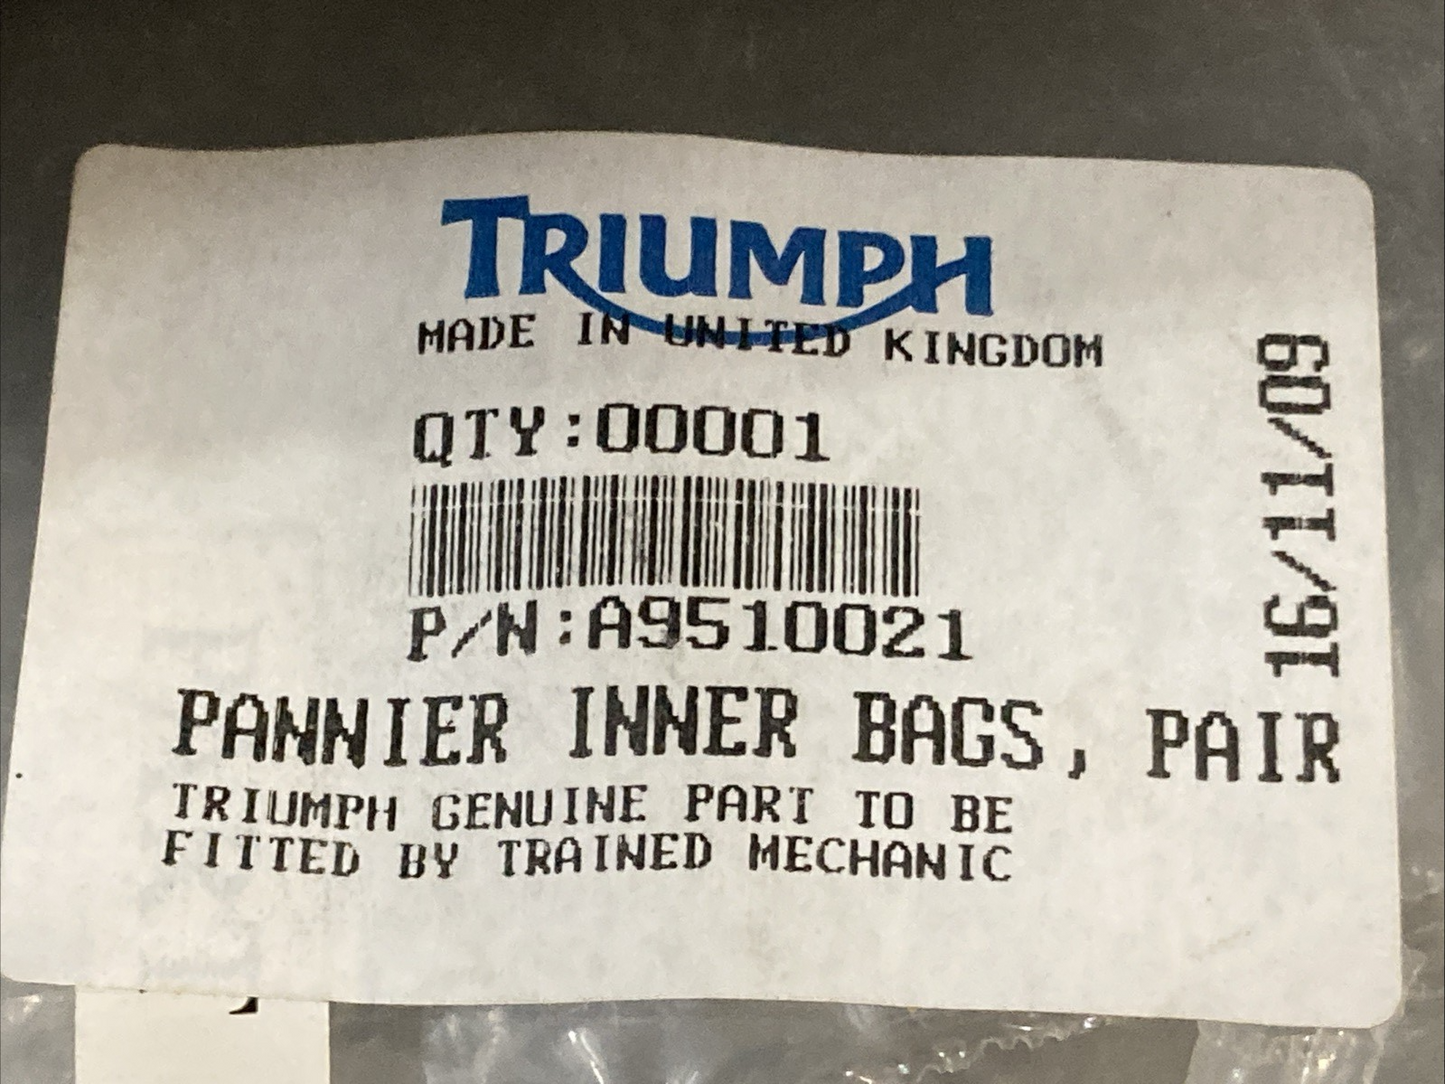 TRIUMPH
MADE IN UNITED KINGDOM
QTY:00001
P/N:A9510021
PANNIER INNER BAGS, PAIR
TRIUMPH GENUINE PART TO BE
FITTED BY TRAINED MECHANIC
16/11/09